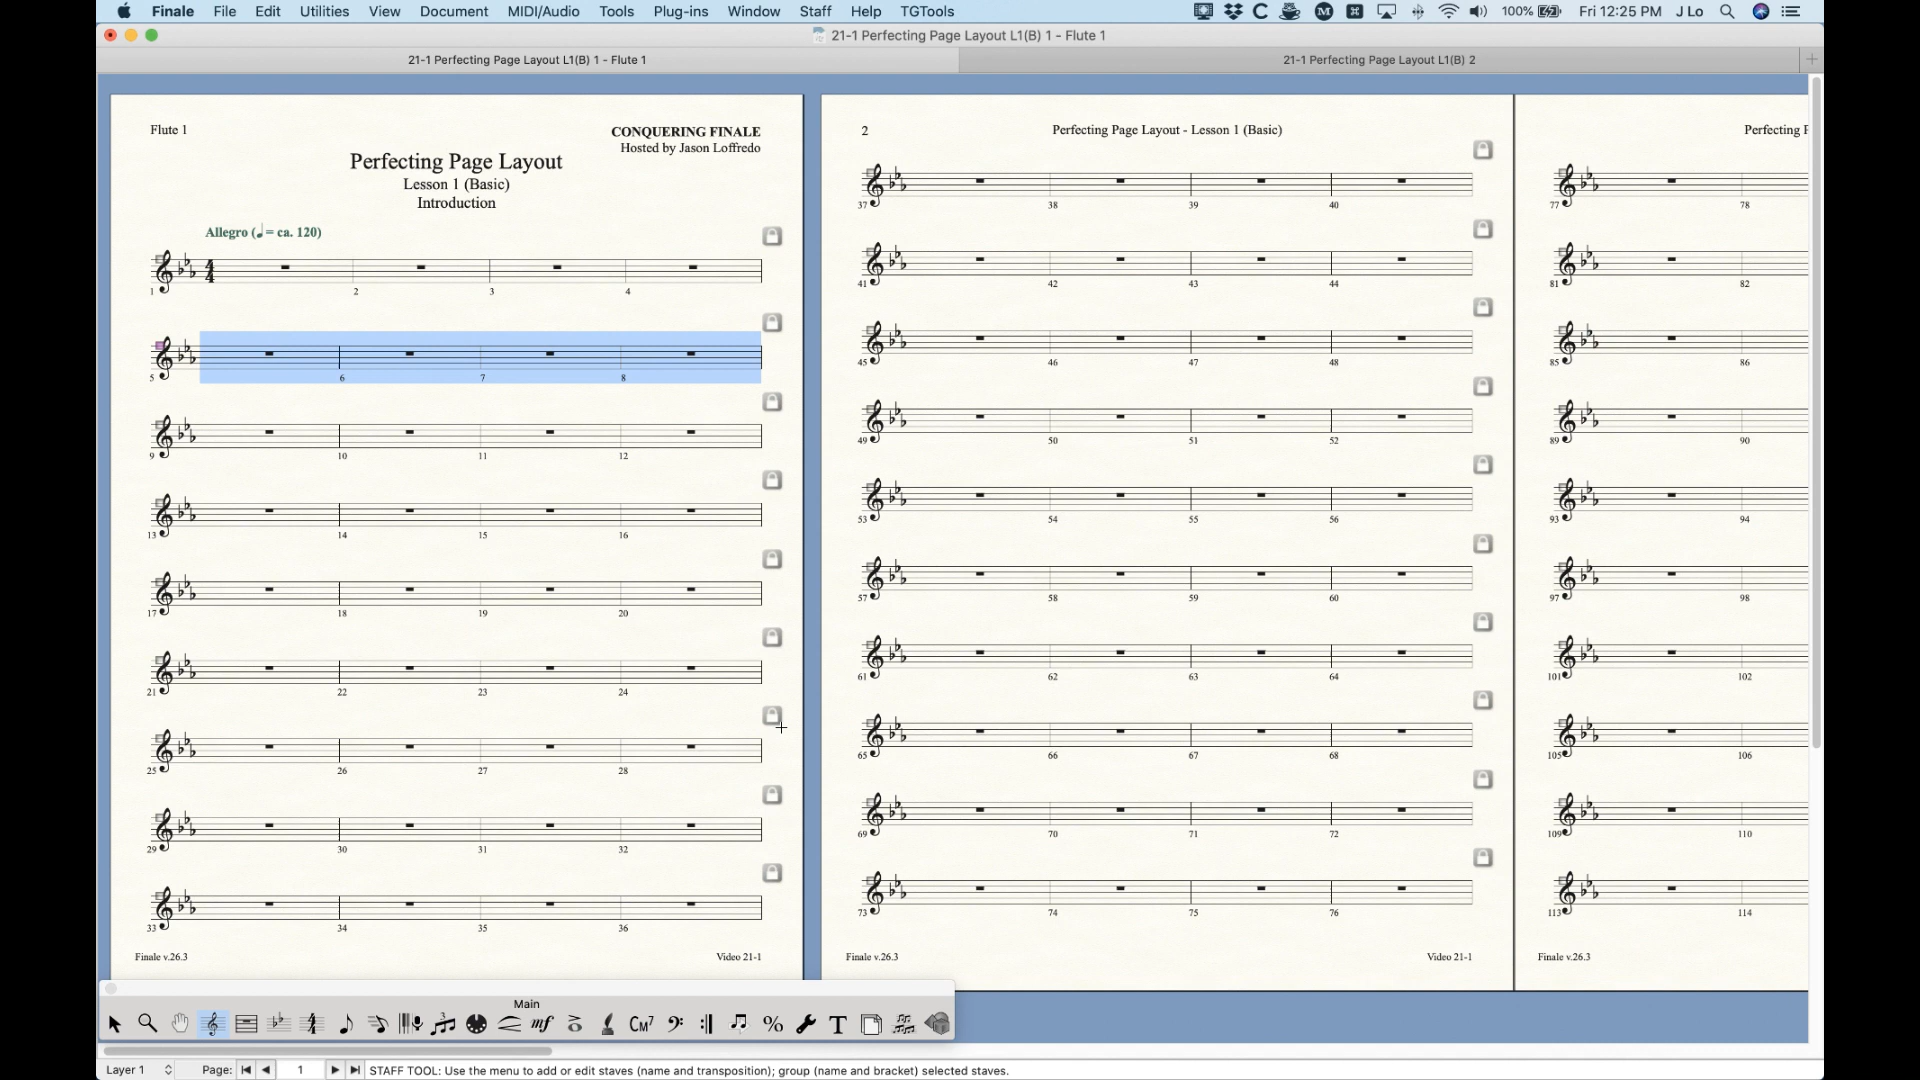 Finale File Edit Utilities View Document MIDI/Audio Tools Plug-ins Window Staff Help TGTools 100% Fri 12:25 PM J Lo
21-1 Perfecting Page Layout L1(B) 1 - Flute 1
21-1 Perfecting Page Layout L1(B) 1 - Flute 1
21-1 Perfecting Page Layout L1(B) 2
Flute 1
CONQUERING FINALE
Hosted by Jason Loffredo
Perfecting Page Layout
Lesson 1 (Basic)
Introduction
Allegro (♩= ca. 120)
4
4
1 2 3 4
5 6 7 8
9 10 11 12
13 14 15 16
17 18 19 20
21 22 23 24
25 26 27 28
29 30 31 32
33 34 35 36
Finale v.26.3
Video 21-1
2
Perfecting Page Layout - Lesson 1 (Basic)
37 38 39 40
41 42 43 44
45 46 47 48
49 50 51 52
53 54 55 56
57 58 59 60
61 62 63 64
65 66 67 68
69 70 71 72
73 74 75 76
Finale v.26.3
Video 21-1
Perfecting
77 78
81 82
85 86
89 90
93 94
97 98
101 102
105 106
109 110
113 114
Finale v.26.3
Main
mf CM7 %
T
Layer 1 Page: 1 STAFF TOOL: Use the menu to add or edit staves (name and transposition); group (name and bracket) selected staves.